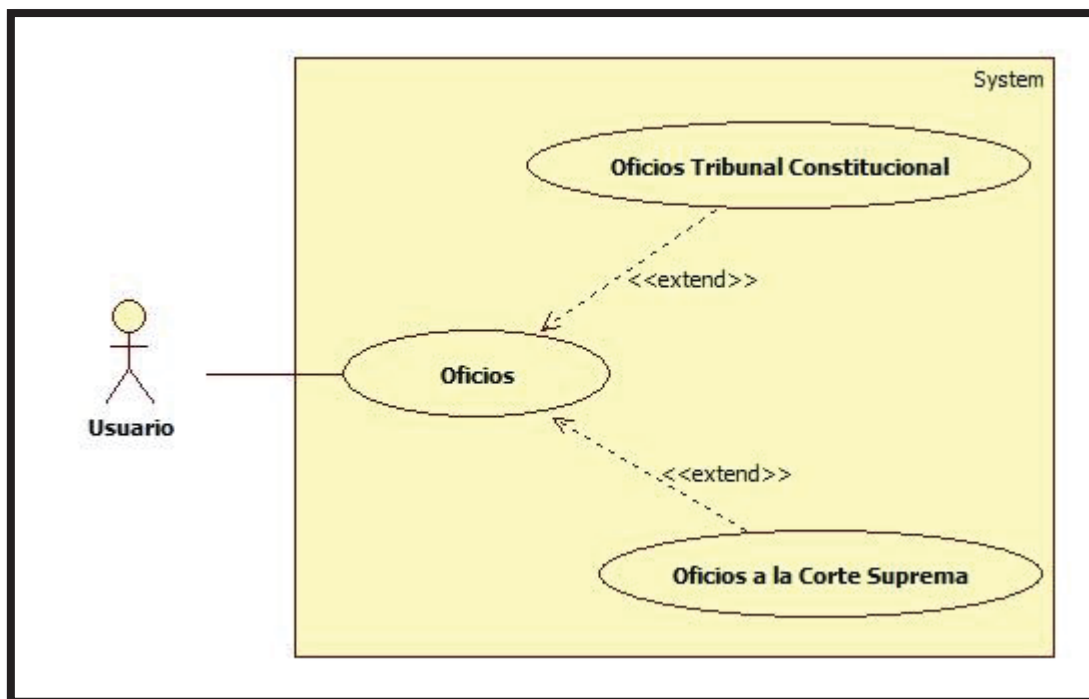 System
Oficios Tribunal Constitucional
<<extend>>
Oficios
Usuario
<<extend>>
Oficios a la Corte Suprema